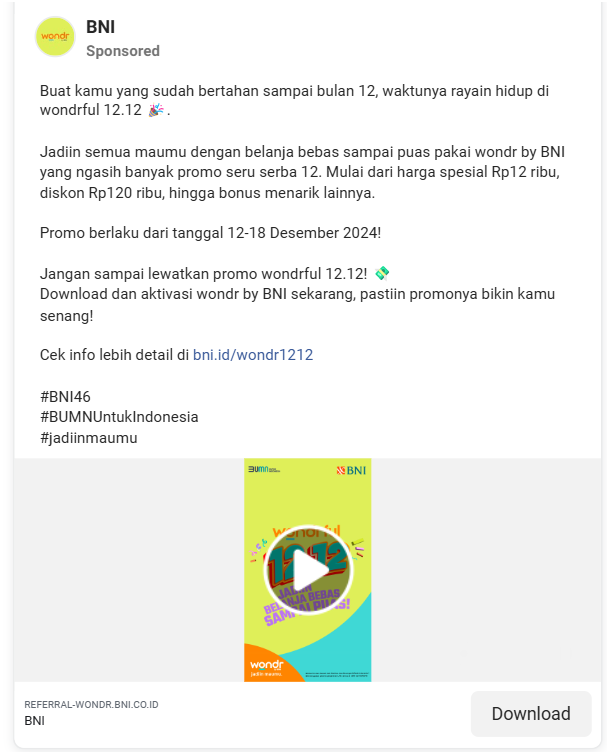 wondr
BNI
Sponsored
Buat kamu yang sudah bertahan sampai bulan 12, waktunya rayain hidup di
wondrful 12.12 🎉 .
Jadiin semua maumu dengan belanja bebas sampai puas pakai wondr by BNI
yang ngasih banyak promo seru serba 12. Mulai dari harga spesial Rp12 ribu,
diskon Rp120 ribu, hingga bonus menarik lainnya.
Promo berlaku dari tanggal 12-18 Desember 2024!
Jangan sampai lewatkan promo wondrful 12.12! 💸
Download dan aktivasi wondr by BNI sekarang, pastiin promonya bikin kamu
senang!
Cek info lebih detail di bni.id/wondr1212
#BNI46
#BUMNUntukIndonesia
#jadiinmaumu
BUMN
BNI
wondrful
12.12
BELANJA BEBAS
SAMPAI PUAS!
wondr
jadiin maumu
REFERRAL-WONDR.BNI.CO.ID
BNI
Download